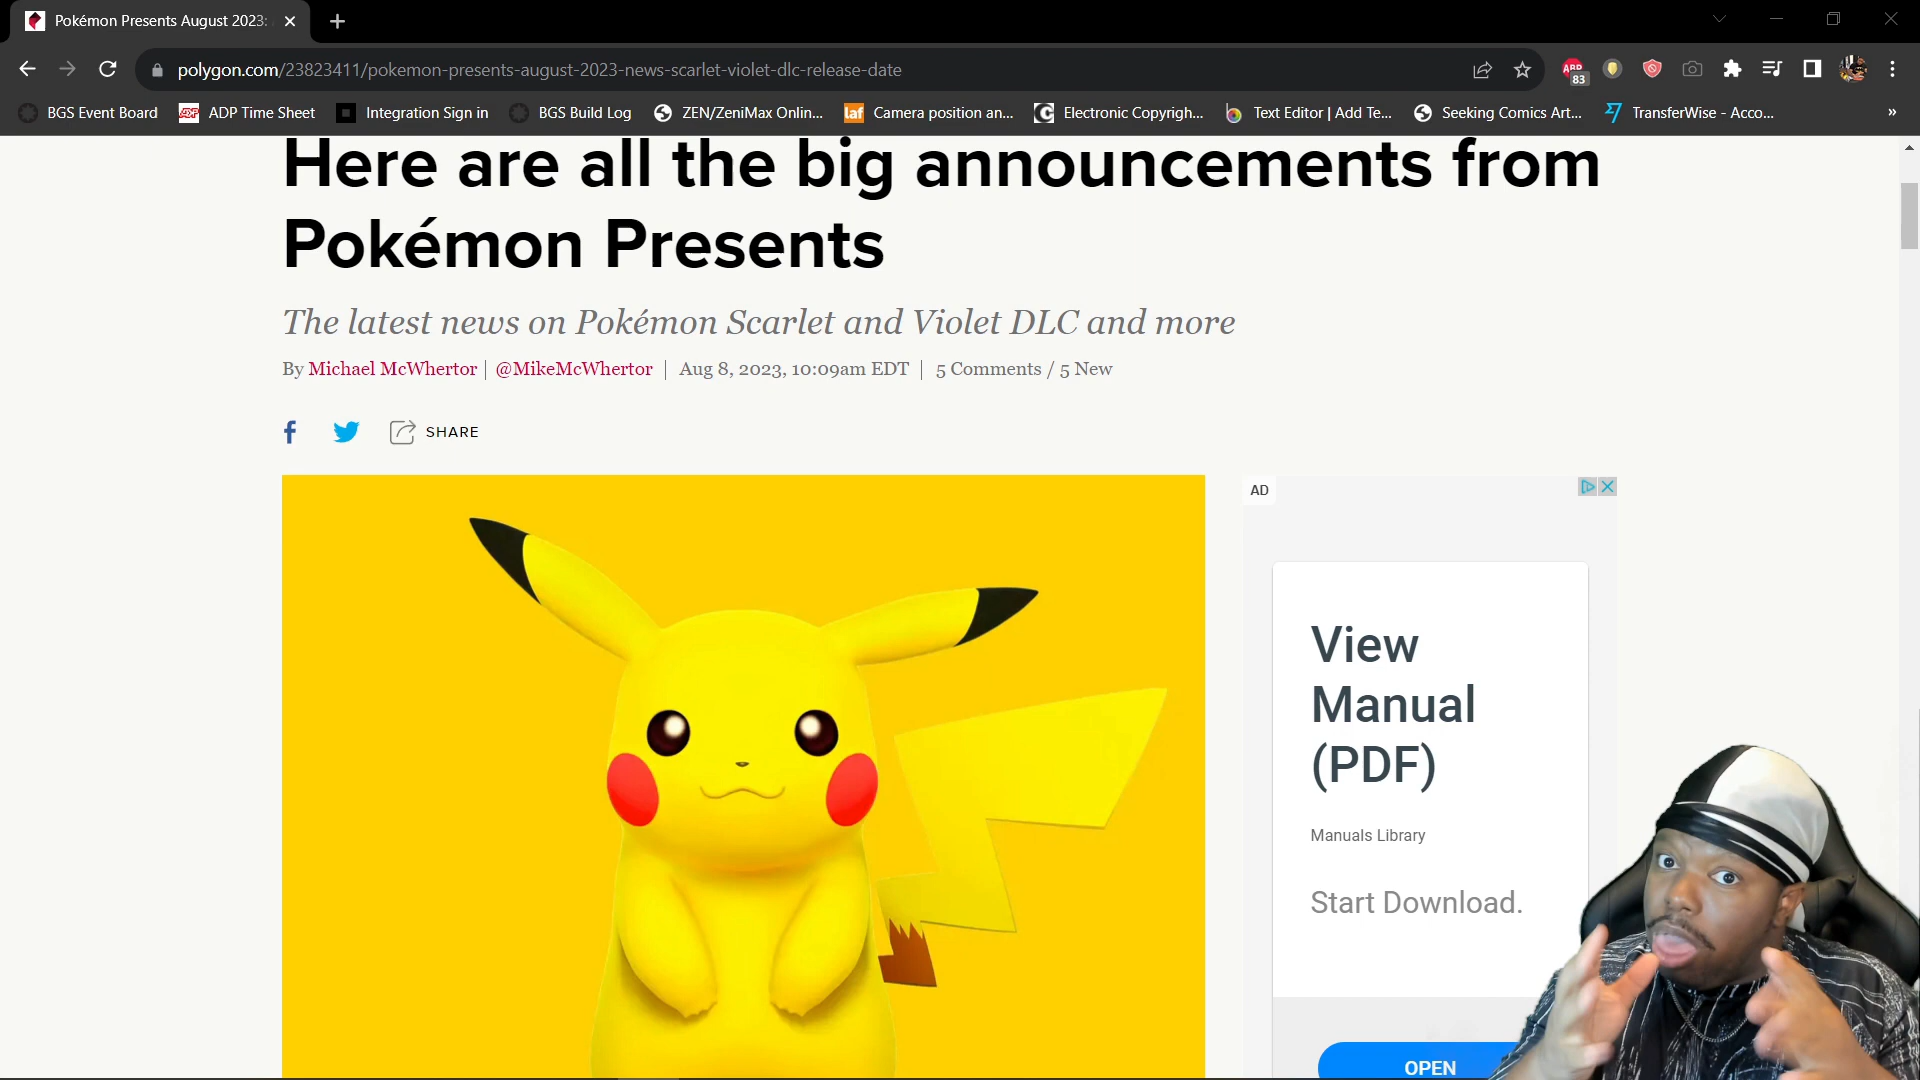 Pokémon Presents August 2023:
polygon.com/23823411/pokemon-presents-august-2023-news-scarlet-violet-dlc-release-date
ABP
83
BGS Event Board
ADP Time Sheet
Integration Sign in
BGS Build Log
ZEN/ZeniMax Onlin...
laf
Camera position an...
Electronic Copyrigh...
Text Editor | Add Te...
Seeking Comics Art...
TransferWise - Acco...
»
Here are all the big announcements from
Pokémon Presents
The latest news on Pokémon Scarlet and Violet DLC and more
By Michael McWhertor | @MikeMcWhertor | Aug 8, 2023, 10:09am EDT | 5 Comments / 5 New
SHARE
AD
View
Manual
(PDF)
Manuals Library
Start Download.
OPEN